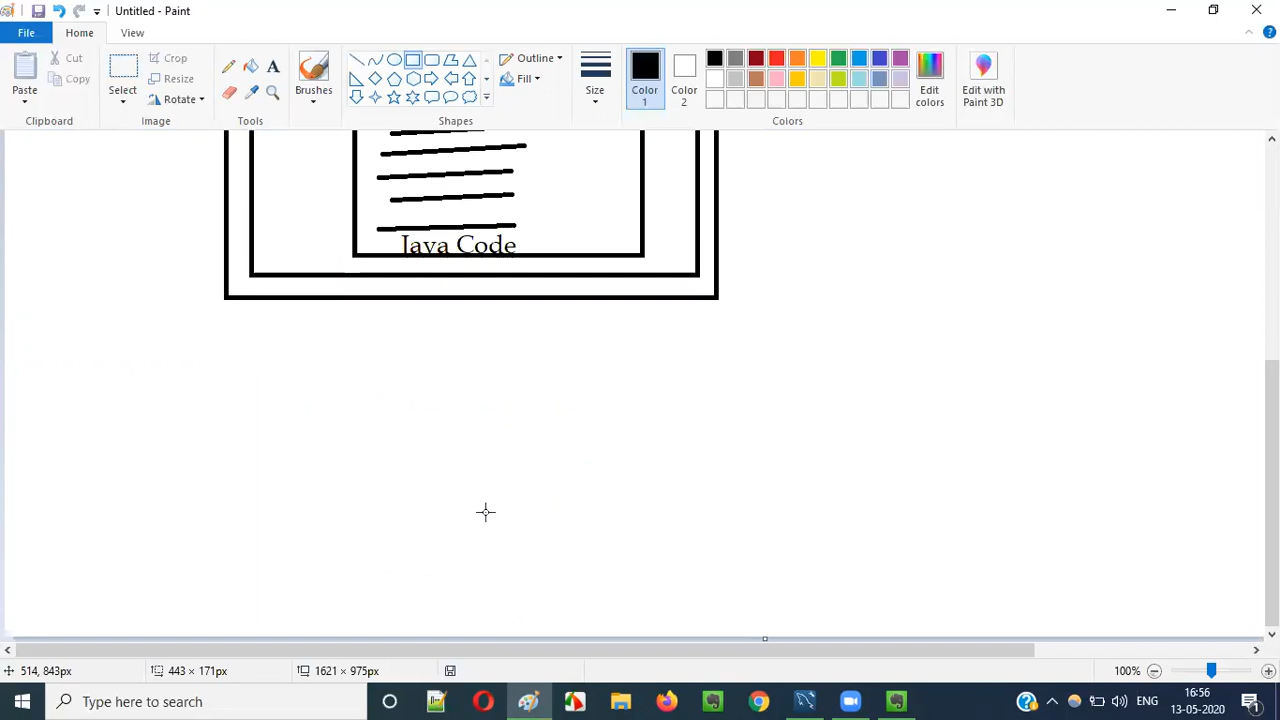 Untitled - Paint
File
Home
View
Paste
Cut
Copy
Clipboard
Select
Crop
Resize
Rotate
Image
Tools
Brushes
Outline
Fill
Shapes
Size
Color 1
Color 2
Edit colors
Colors
Edit with Paint 3D
Java Code
514, 843px
443 × 171px
1621 × 975px
100%
Type here to search
ENG
16:56
13-05-2020